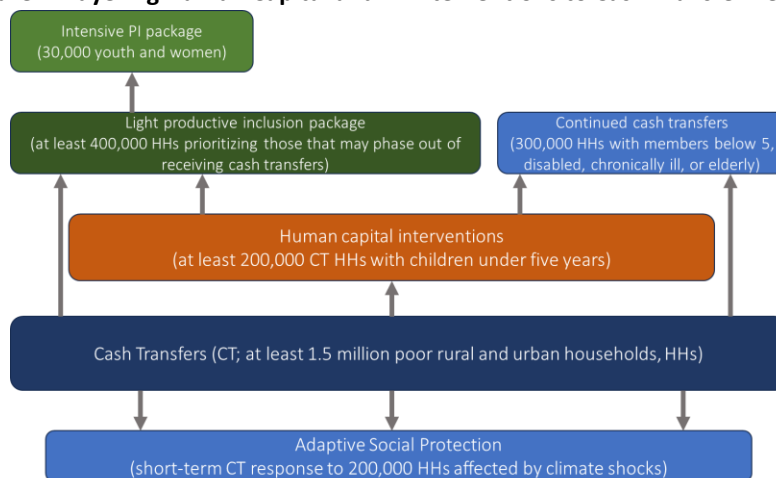 Intensive PI package
(30,000 youth and women)
Light productive inclusion package
(at least 400,000 HHs prioritizing those that may phase out of
receiving cash transfers)
Continued cash transfers
(300,000 HHs with members below 5,
disabled, chronically ill, or elderly)
Human capital interventions
(at least 200,000 CT HHs with children under five years)
Cash Transfers (CT; at least 1.5 million poor rural and urban households, HHs)
Adaptive Social Protection
(short-term CT response to 200,000 HHs affected by climate shocks)